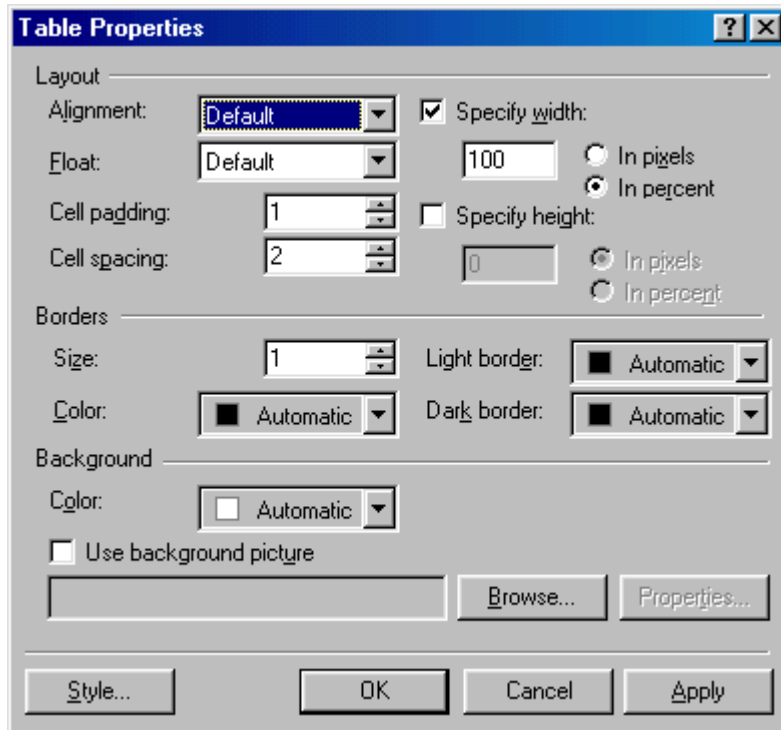 Table Properties
Layout
Alignment: Default
Specify width:
Float: Default
100
In pixels
In percent
Cell padding: 1
Specify height:
Cell spacing: 2
0
In pixels
In percent
Borders
Size: 1
Light border: Automatic
Color: Automatic
Dark border: Automatic
Background
Color: Automatic
Use background picture
Browse... Properties...
Style... OK Cancel Apply